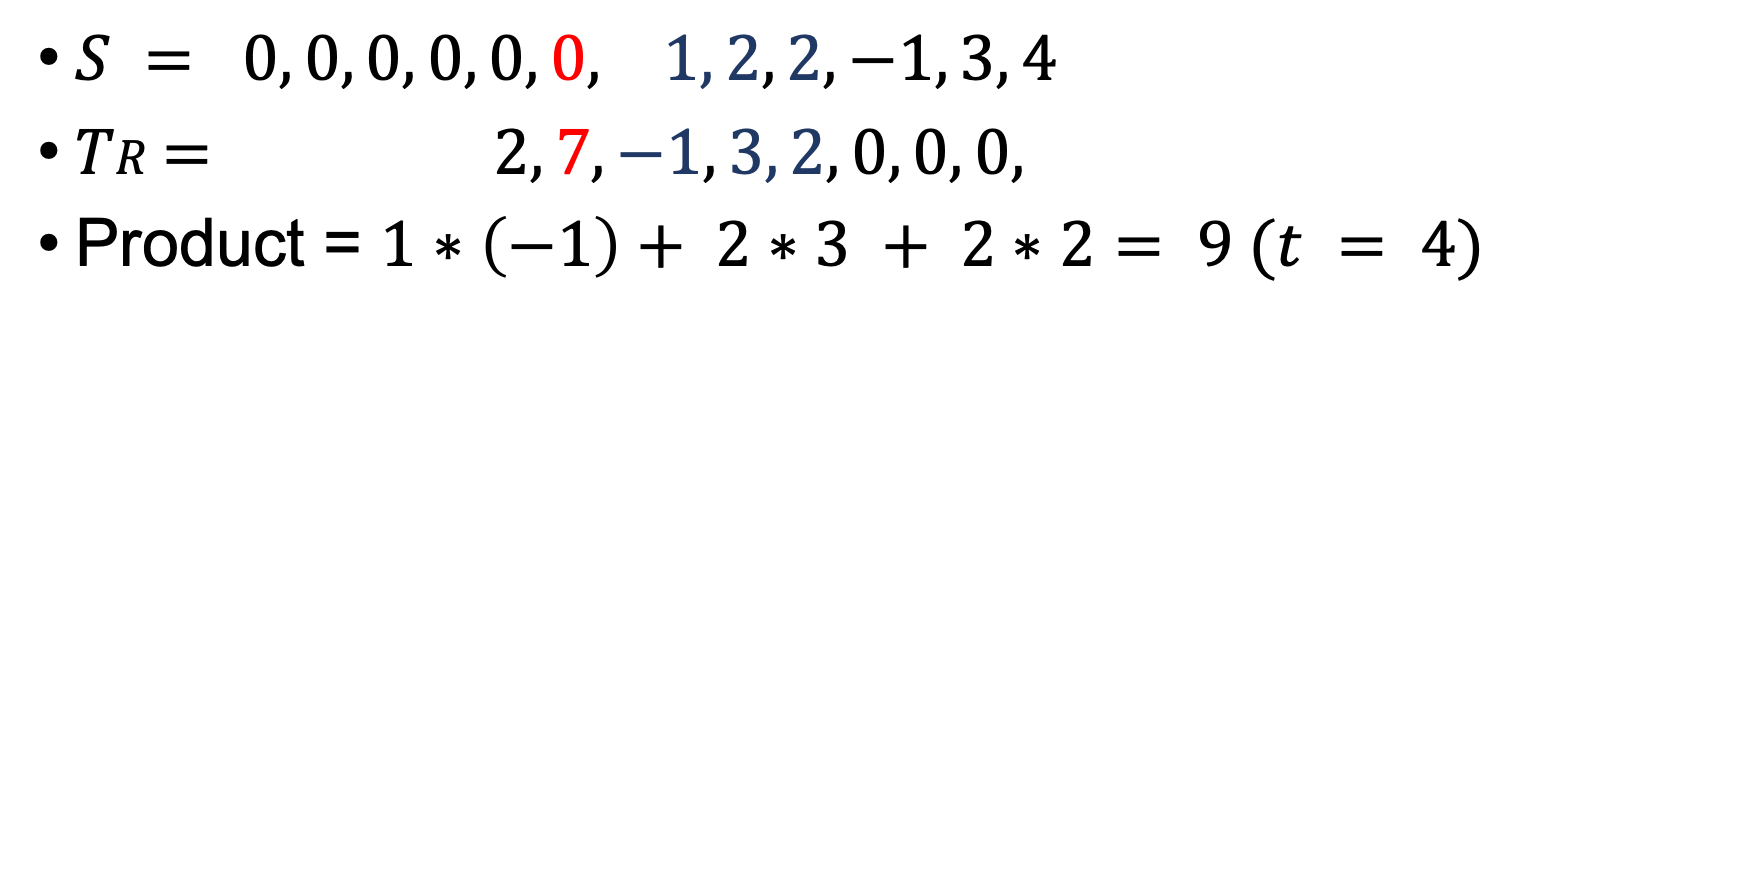 • S = 0, 0, 0, 0, 0, 0, 1, 2, 2, −1, 3, 4
• TR = 2, 7, −1, 3, 2, 0, 0, 0,
• Product = 1 ∗ (−1) + 2 ∗ 3 + 2 ∗ 2 = 9 (t = 4)